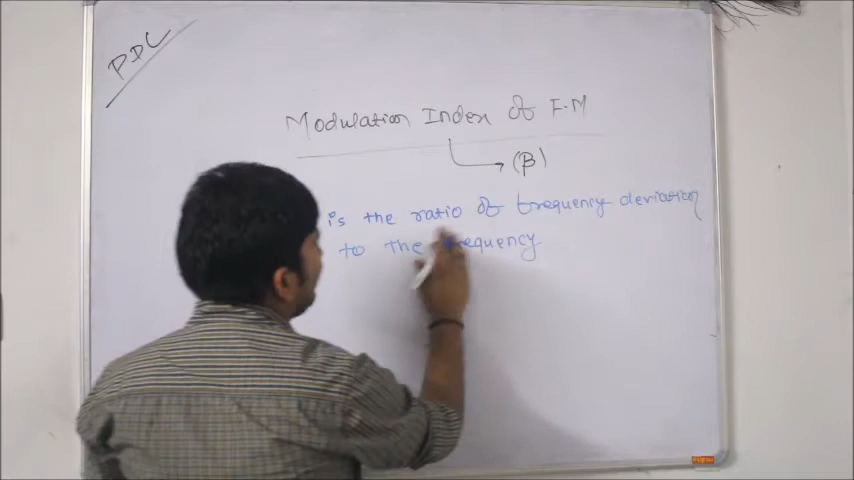 PDC
Modulation Index of F.M
(β)
is the ratio of frequency deviation
to the frequency